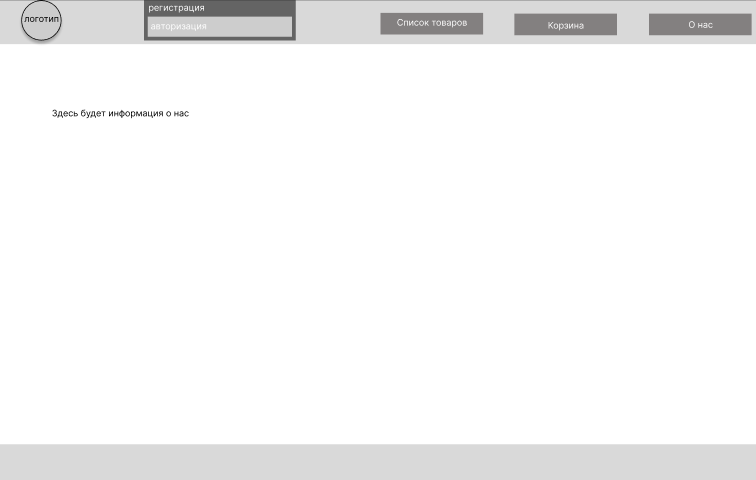 логотип
регистрация
авторизация
Список товаров
Корзина
О нас
Здесь будет информация о нас